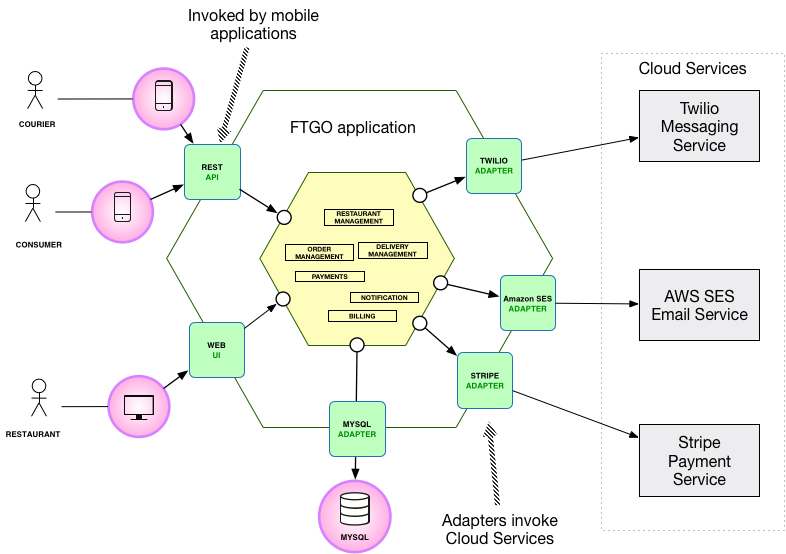 Invoked by mobile
applications
Cloud Services
COURIER
FTGO application
Twilio
Messaging
Service
REST
API
TWILIO
ADAPTER
CONSUMER
RESTAURANT
MANAGEMENT
ORDER
MANAGEMENT
DELIVERY
MANAGEMENT
PAYMENTS
NOTIFICATION
BILLING
Amazon SES
ADAPTER
AWS SES
Email Service
WEB
UI
STRIPE
ADAPTER
RESTAURANT
MYSQL
ADAPTER
Stripe
Payment
Service
MYSQL
Adapters invoke
Cloud Services